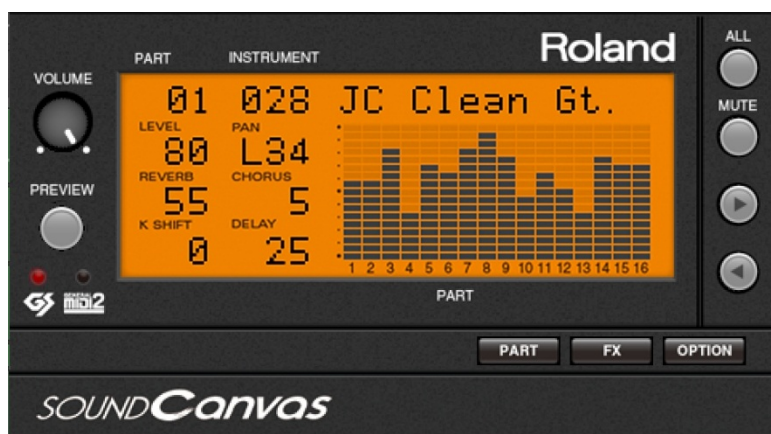 Roland
ALL
PART INSTRUMENT
VOLUME
01 028 JC Clean Gt.
MUTE
LEVEL PAN
80 L34
REVERB CHORUS
PREVIEW
55 5
K SHIFT DELAY
0 25
1 2 3 4 5 6 7 8 9 10 11 12 13 14 15 16
GS GENERAL MIDI2
PART
PART FX OPTION
SOUNDCanvas